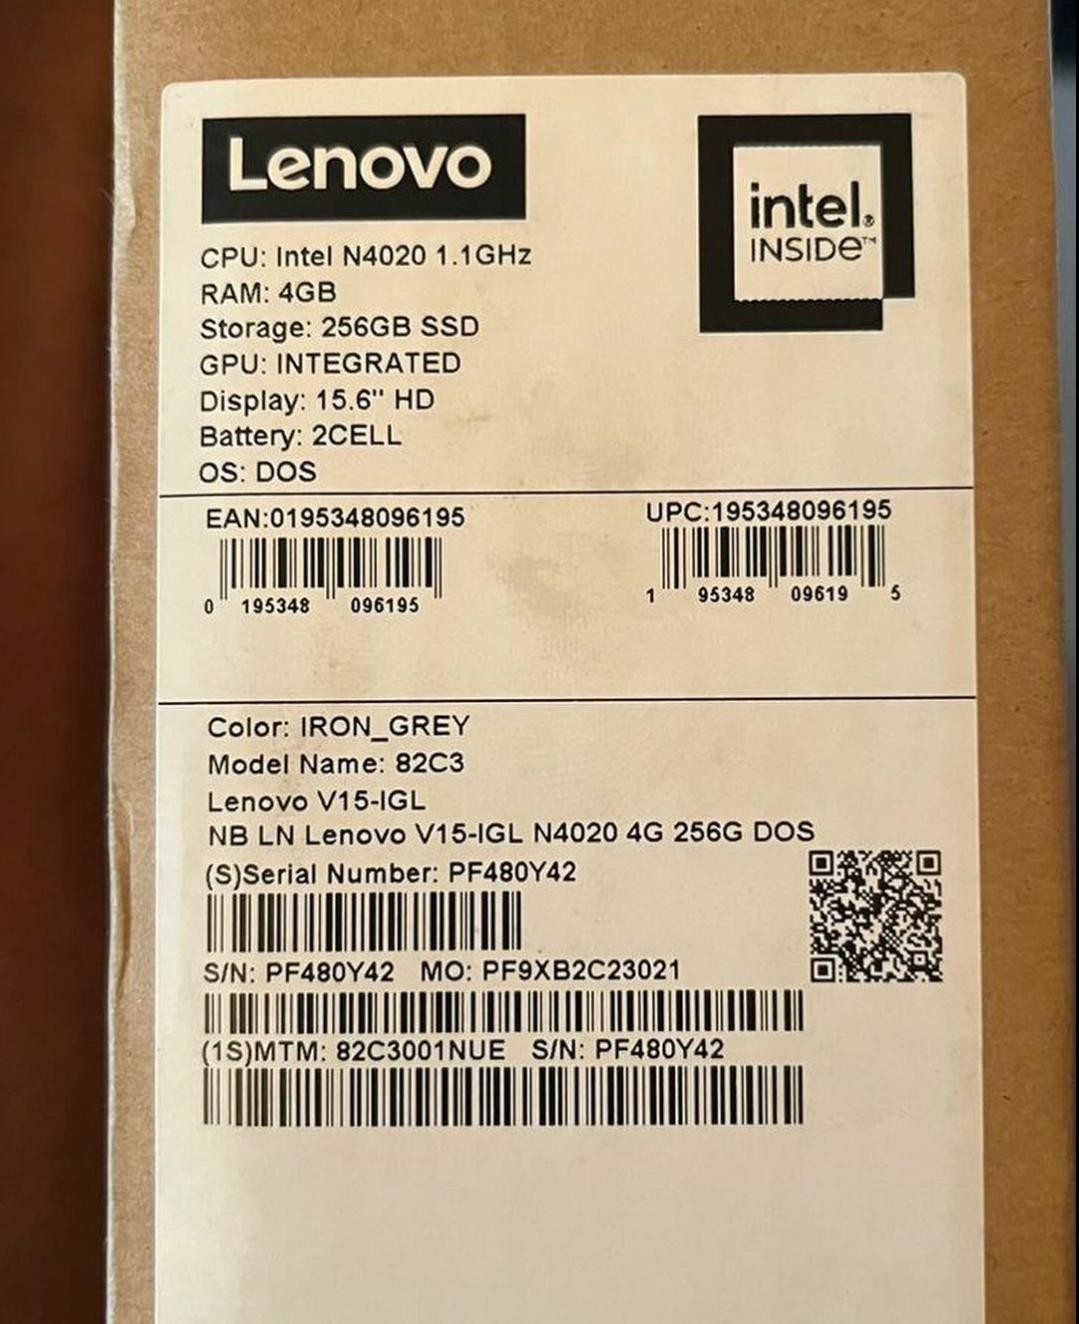 Lenovo
intel.®
INSIDE™
CPU: Intel N4020 1.1GHz
RAM: 4GB
Storage: 256GB SSD
GPU: INTEGRATED
Display: 15.6" HD
Battery: 2CELL
OS: DOS
EAN:0195348096195
0 195348 096195
UPC:195348096195
1 95348 09619 5
Color: IRON_GREY
Model Name: 82C3
Lenovo V15-IGL
NB LN Lenovo V15-IGL N4020 4G 256G DOS
(S)Serial Number: PF480Y42
S/N: PF480Y42 MO: PF9XB2C23021
(1S)MTM: 82C3001NUE S/N: PF480Y42